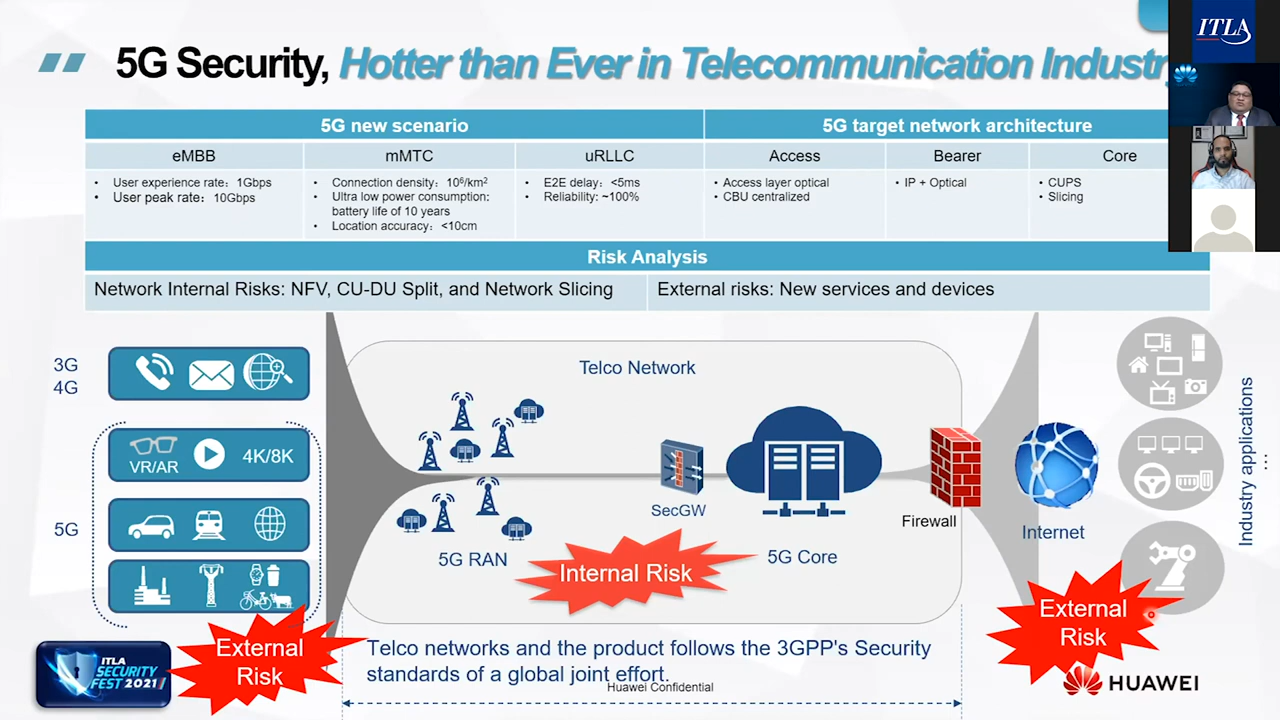 5G Security, Hotter than Ever in Telecommunication Industry
ITLA
5G new scenario
5G target network architecture
eMBB
mMTC
uRLLC
Access
Bearer
Core
• User experience rate: 1Gbps
• User peak rate: 10Gbps
• Connection density: 10⁶/km²
• Ultra low power consumption:
battery life of 10 years
• Location accuracy: <10cm
• E2E delay: <5ms
• Reliability: ~100%
• Access layer optical
• CBU centralized
• IP + Optical
• CUPS
• Slicing
Risk Analysis
Network Internal Risks: NFV, CU-DU Split, and Network Slicing
External risks: New services and devices
3G
4G
Telco Network
VR/AR
4K/8K
5G
SecGW
Firewall
Internet
5G RAN
5G Core
Internal Risk
Industry applications
...
External
Risk
External
Risk
Telco networks and the product follows the 3GPP's Security
standards of a global joint effort.
Huawei Confidential
ITLA
SECURITY
FEST 2021
HUAWEI